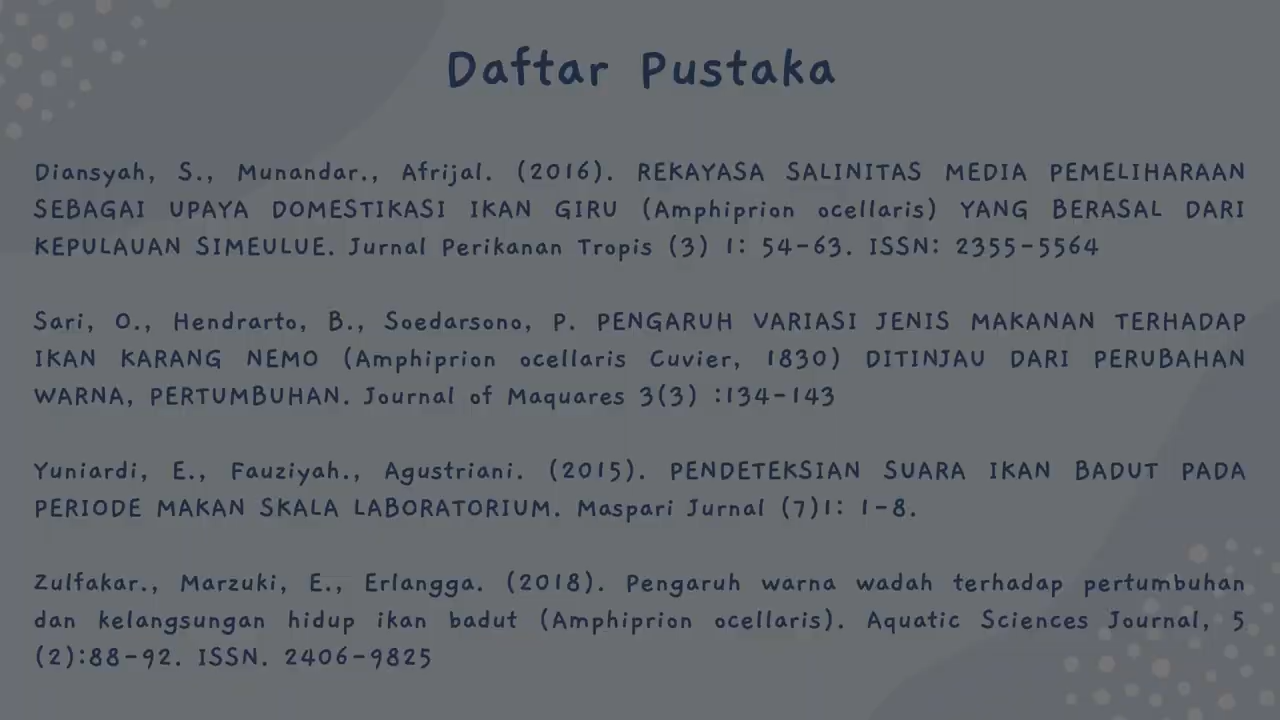 Daftar Pustaka
Diansyah, S., Munandar., Afrijal. (2016). REKAYASA SALINITAS MEDIA PEMELIHARAAN
SEBAGAI UPAYA DOMESTIKASI IKAN GIRU (Amphiprion ocellaris) YANG BERASAL DARI
KEPULAUAN SIMEULUE. Jurnal Perikanan Tropis (3) 1: 54-63. ISSN: 2355-5564
Sari, O., Hendrarto, B., Soedarsono, P. PENGARUH VARIASI JENIS MAKANAN TERHADAP
IKAN KARANG NEMO (Amphiprion ocellaris Cuvier, 1830) DITINJAU DARI PERUBAHAN
WARNA, PERTUMBUHAN. Journal of Maquares 3(3) :134-143
Yuniardi, E., Fauziyah., Agustriani. (2015). PENDETEKSIAN SUARA IKAN BADUT PADA
PERIODE MAKAN SKALA LABORATORIUM. Maspari Jurnal (7)1: 1-8.
Zulfakar., Marzuki, E., Erlangga. (2018). Pengaruh warna wadah terhadap pertumbuhan
dan kelangsungan hidup ikan badut (Amphiprion ocellaris). Aquatic Sciences Journal, 5
(2):88-92. ISSN. 2406-9825